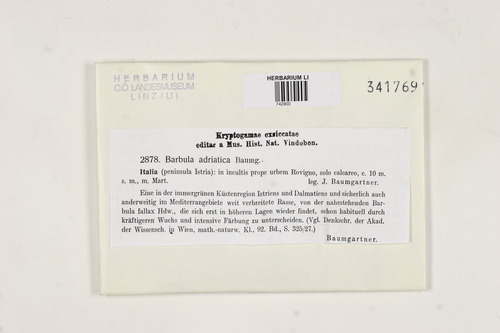 HERBARIUM
O.Ö. LANDESMUSEUM
LINZ (LI)
HERBARIUM LI
742900
341769
Kryptogamae exsiccatae
editae a Mus. Hist. Nat. Vindobon.
2878. Barbula adriatica Baumg.
Italia (peninsula Istria): in incultis prope urbem Rovigno, solo calcareo, c. 10 m.
s. m., m. Mart. leg. J. Baumgartner.
Eine in der immergrünen Küstenregion Istriens und Dalmatiens und sicherlich auch
anderweitig im Mediterrangebiete weit verbreitete Rasse, von der nahestehenden Bar-
bula fallax Hdw., die sich erst in höheren Lagen wieder findet, schon habituell durch
kräftigeren Wuchs und intensive Färbung zu unterscheiden. (Vgl. Denkschr. der Akad.
der Wissensch. in Wien, math.-naturw. Kl., 92. Bd., S. 325/27.)
Baumgartner.